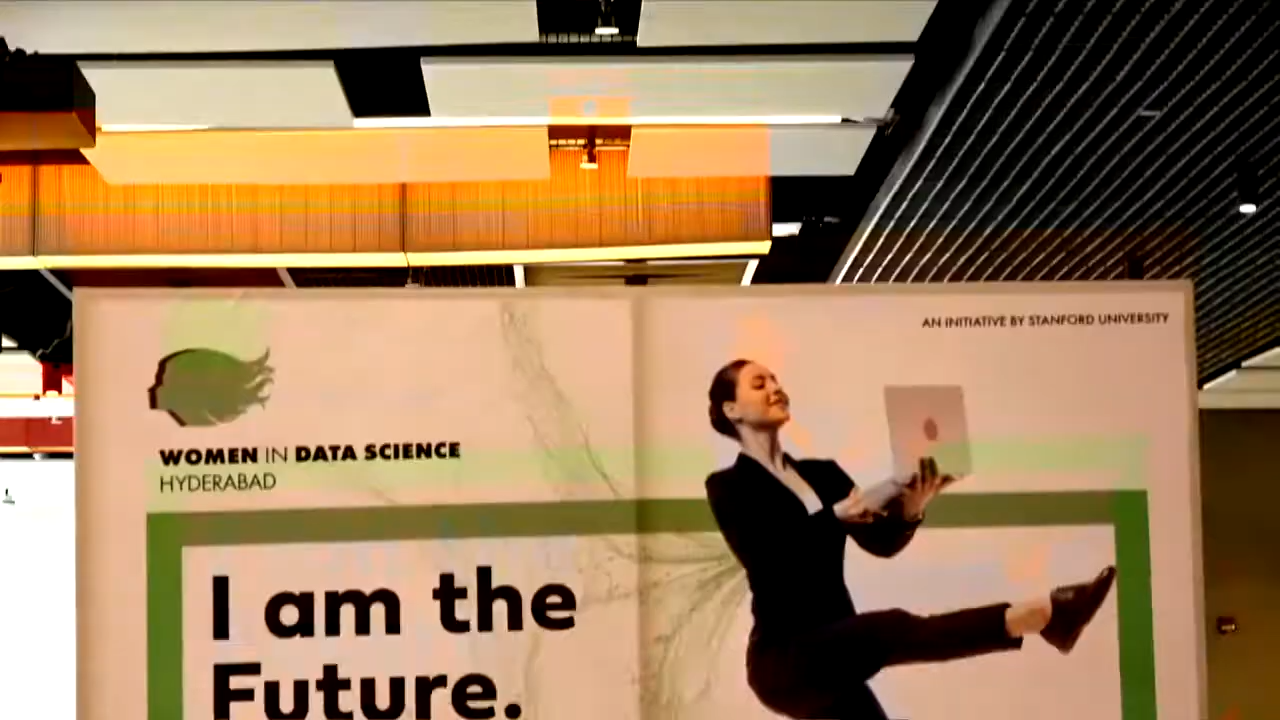 AN INITIATIVE BY STANFORD UNIVERSITY
WOMEN IN DATA SCIENCE
HYDERABAD
I am the
Future.